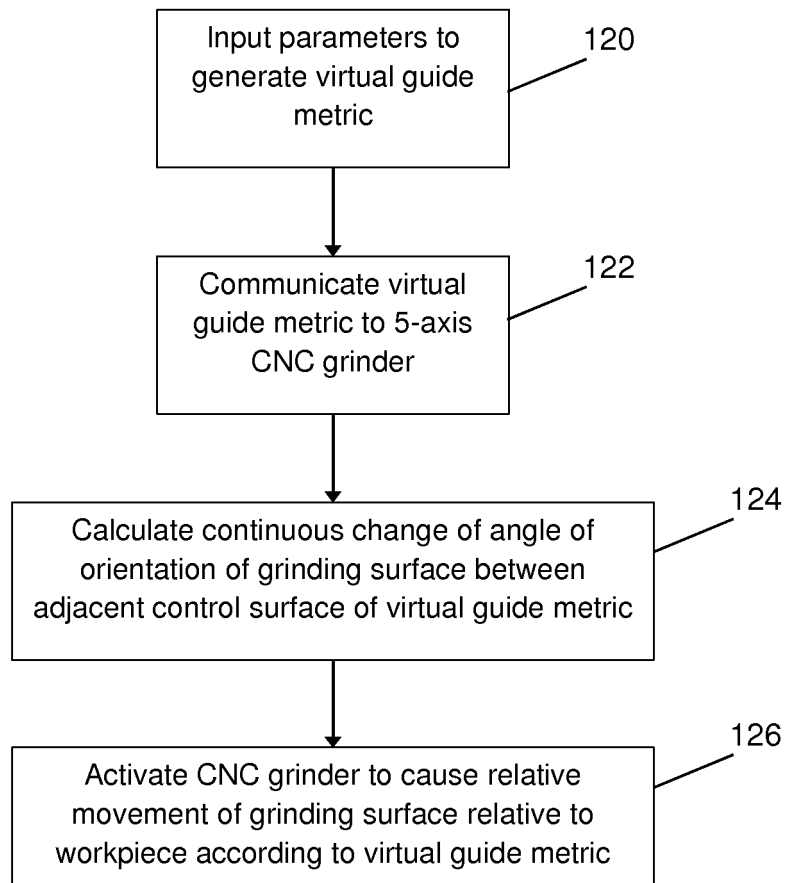 Input parameters to
generate virtual guide
metric
120
Communicate virtual
guide metric to 5-axis
CNC grinder
122
Calculate continuous change of angle of
orientation of grinding surface between
adjacent control surface of virtual guide metric
124
Activate CNC grinder to cause relative
movement of grinding surface relative to
workpiece according to virtual guide metric
126